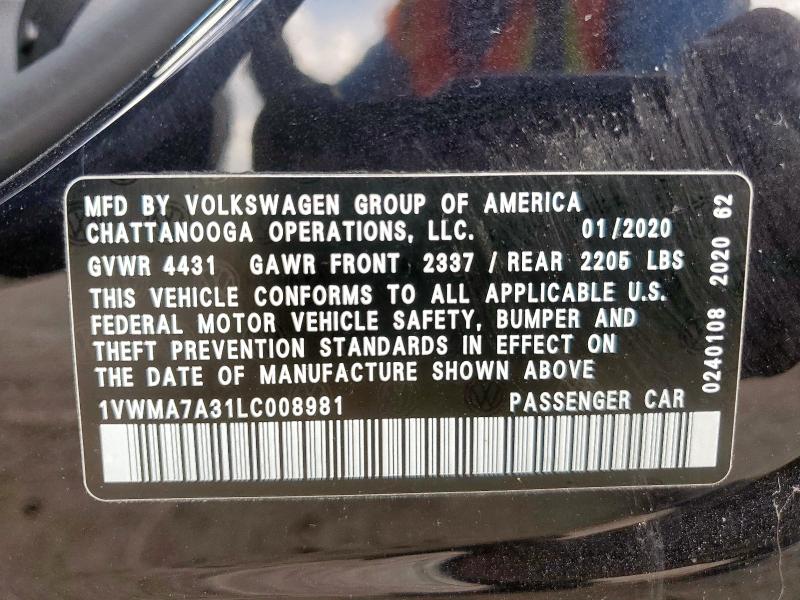 MFD BY VOLKSWAGEN GROUP OF AMERICA
CHATTANOOGA OPERATIONS, LLC. 01/2020
GVWR 4431 GAWR FRONT 2337 / REAR 2205 LBS
THIS VEHICLE CONFORMS TO ALL APPLICABLE U.S.
FEDERAL MOTOR VEHICLE SAFETY, BUMPER AND
THEFT PREVENTION STANDARDS IN EFFECT ON
THE DATE OF MANUFACTURE SHOWN ABOVE
1VWMA7A31LC008981 PASSENGER CAR
0240108 2020 62